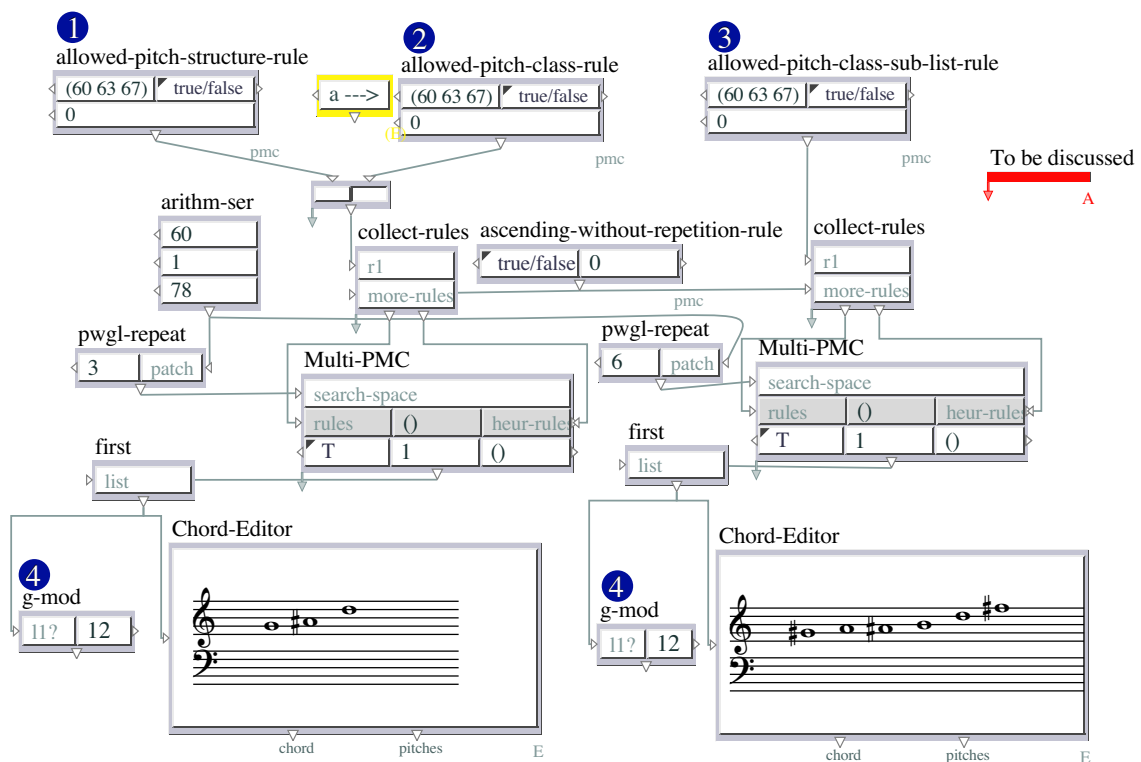 1
2
3
allowed-pitch-structure-rule
allowed-pitch-class-rule
allowed-pitch-class-sub-list-rule
(60 63 67) true/false
0
a --->
(E)
(60 63 67) true/false
0
(60 63 67) true/false
0
pmc
pmc
pmc
To be discussed
A
arithm-ser
60
1
78
collect-rules
r1
more-rules
ascending-without-repetition-rule
true/false 0
pmc
collect-rules
r1
more-rules
pwgl-repeat
3 patch
pwgl-repeat
6 patch
Multi-PMC
search-space
rules () heur-rules
T 1 ()
Multi-PMC
search-space
rules () heur-rules
T 1 ()
first
list
first
list
Chord-Editor
Chord-Editor
4
g-mod
l1? 12
4
g-mod
l1? 12
chord pitches E
chord pitches E